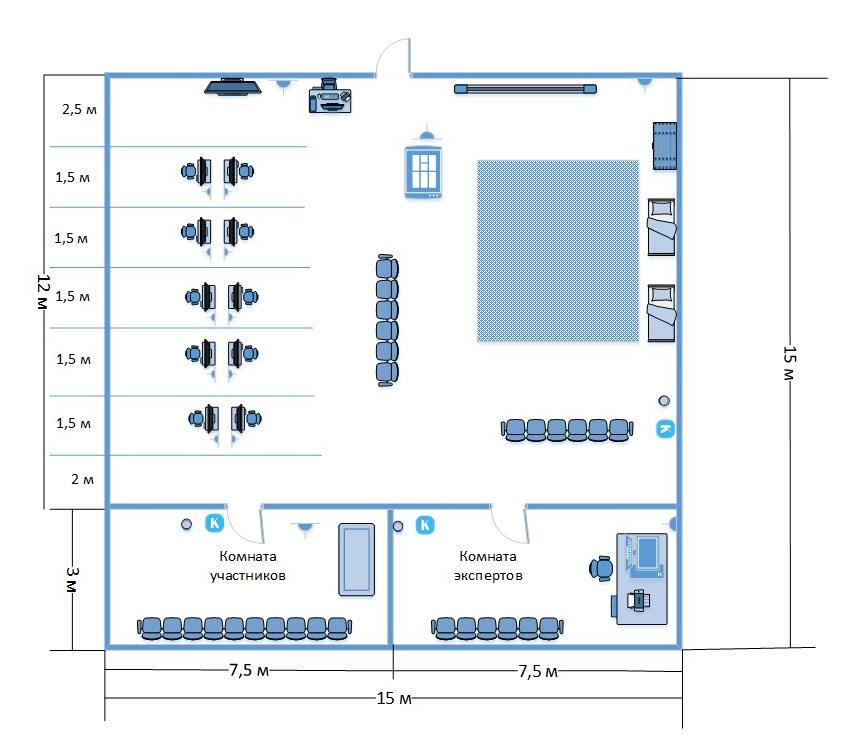 2,5 м
1,5 м
1,5 м
12 м
1,5 м
1,5 м
15 м
1,5 м
K
2 м
K
K
Комната
участников
Комната
экспертов
3 м
7,5 м
7,5 м
15 м